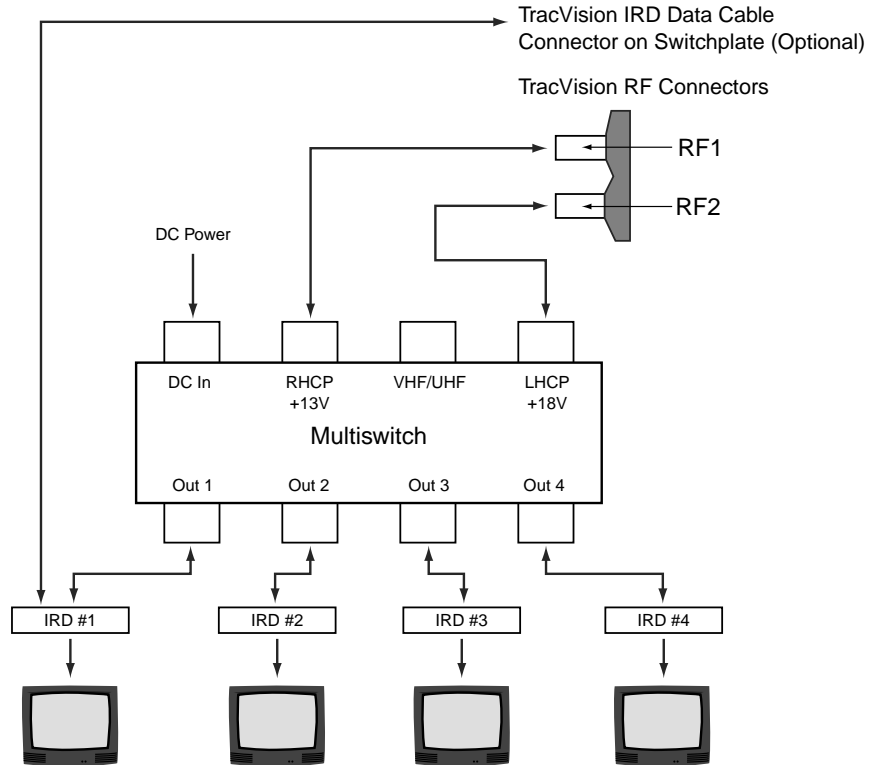 TracVision IRD Data Cable
Connector on Switchplate (Optional)
TracVision RF Connectors
RF1
RF2
DC Power
DC In
RHCP
+13V
VHF/UHF
LHCP
+18V
Multiswitch
Out 1
Out 2
Out 3
Out 4
IRD #1
IRD #2
IRD #3
IRD #4